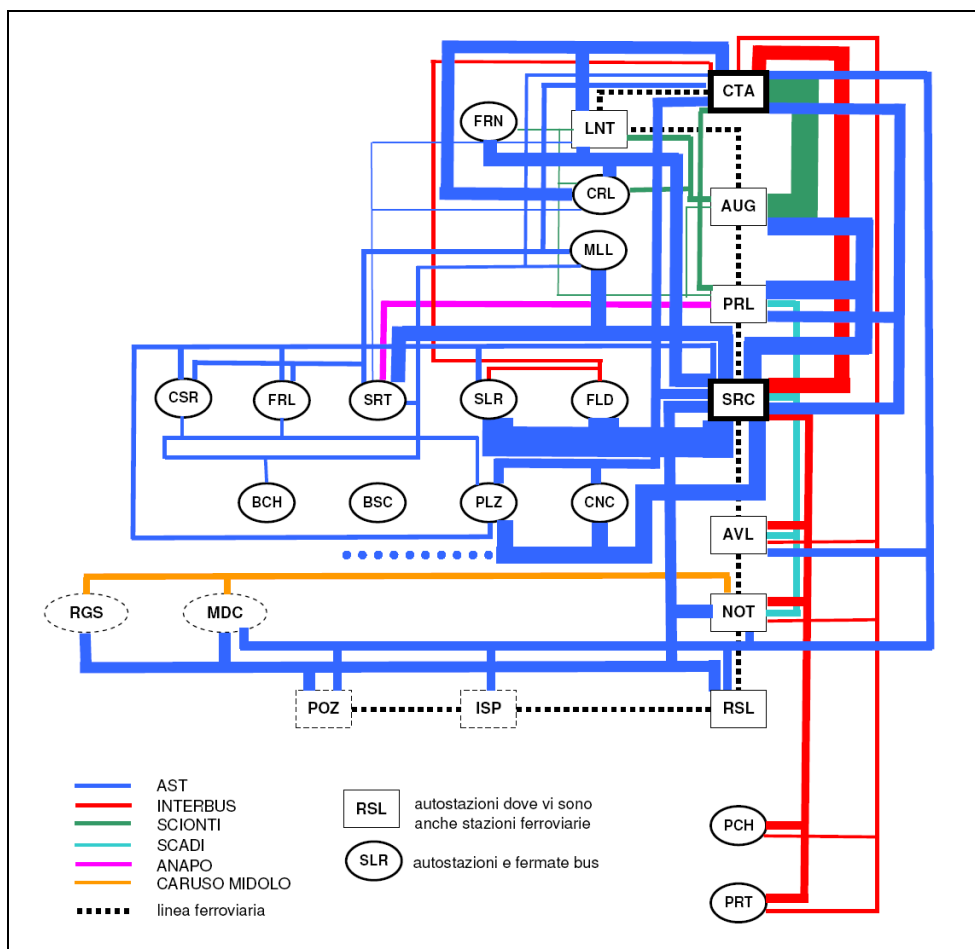 CTA
FRN
LNT
CRL
AUG
MLL
PRL
CSR
FRL
SRT
SLR
FLD
SRC
BCH
BSC
PLZ
CNC
AVL
RGS
MDC
NOT
POZ
ISP
RSL
AST
INTERBUS
SCIONTI
SCADI
ANAPO
CARUSO MIDOLO
linea ferroviaria
RSL
autostazioni dove vi sono
anche stazioni ferroviarie
SLR
autostazioni e fermate bus
PCH
PRT